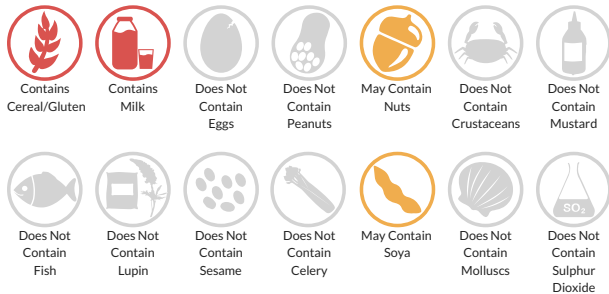 Contains
Cereal/Gluten
Contains
Milk
Does Not
Contain
Eggs
Does Not
Contain
Peanuts
May Contain
Nuts
Does Not
Contain
Crustaceans
Does Not
Contain
Mustard
SO₂
Does Not
Contain
Fish
Does Not
Contain
Lupin
Does Not
Contain
Sesame
Does Not
Contain
Celery
May Contain
Soya
Does Not
Contain
Molluscs
Does Not
Contain
Sulphur
Dioxide